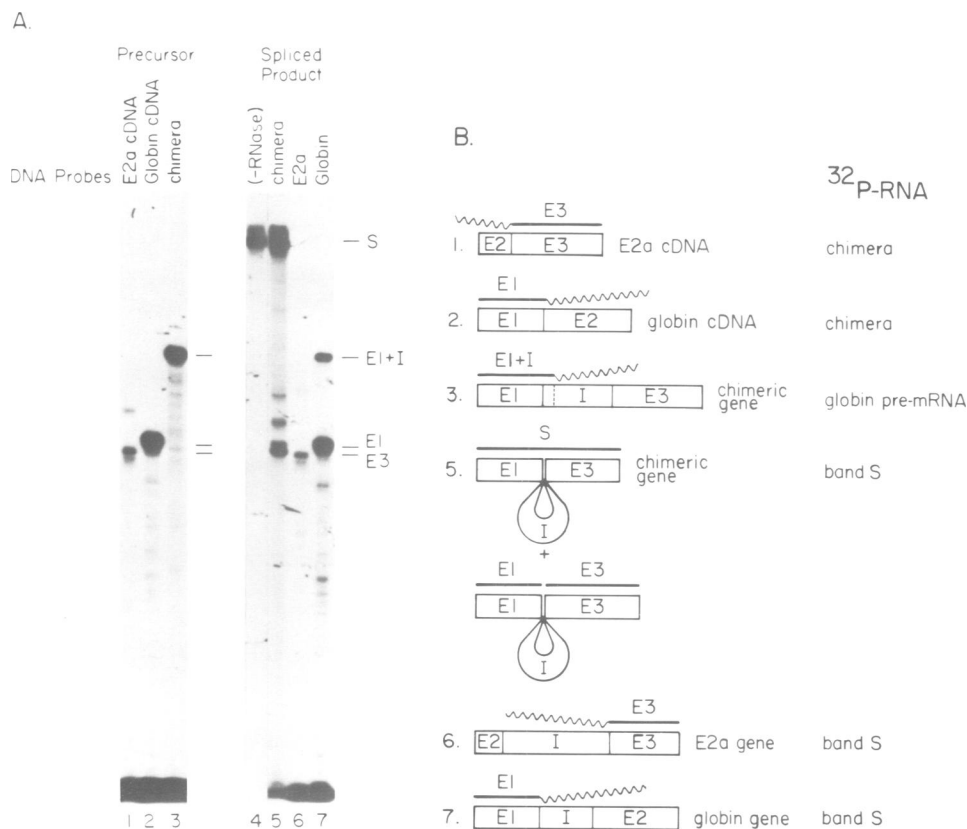 A.
Precursor
Spliced Product
DNA Probes
E2a cDNA
Globin cDNA
chimera
(-RNase)
chimera
E2a
Globin
S
E1+I
E1
E3
1 2 3 4 5 6 7
B.
32P-RNA
E3
1. E2 E3 E2a cDNA chimera
E1
2. E1 E2 globin cDNA chimera
E1+I
3. E1 I E3 chimeric gene globin pre-mRNA
S
5. E1 E3 chimeric gene band S
I
+
E1 E3
E1 E3
I
E3
6. E2 I E3 E2a gene band S
E1
7. E1 I E2 globin gene band S